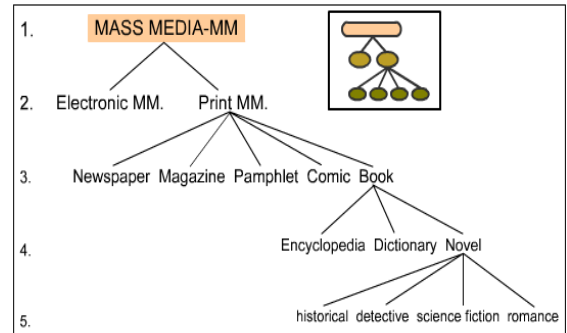 1. MASS MEDIA-MM
2. Electronic MM. Print MM.
3. Newspaper Magazine Pamphlet Comic Book
4. Encyclopedia Dictionary Novel
5. historical detective science fiction romance